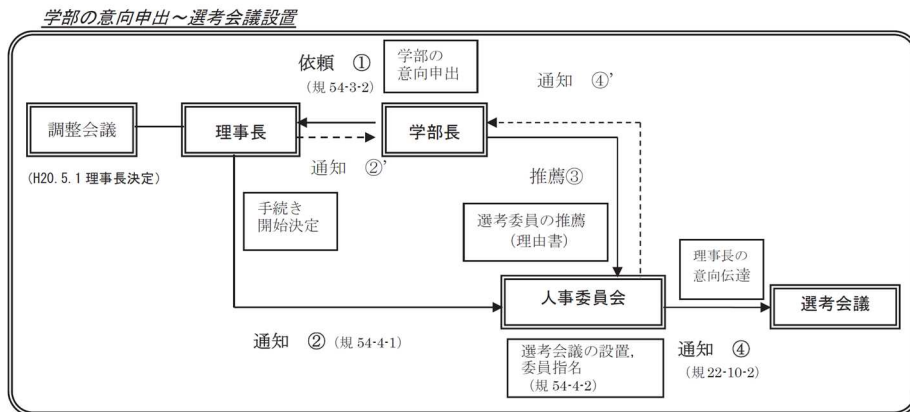 学部の意向申出～選考会議設置
依頼　①
(規 54-3-2)
学部の
意向申出
通知　④’
調整会議
理事長
学部長
通知　②’
(H20.5.1 理事長決定)
推薦③
手続き
開始決定
選考委員の推薦
（理由書）
理事長の
意向伝達
人事委員会
選考会議
通知　② (規 54-4-1)
選考会議の設置，
委員指名
(規 54-4-2)
通知　④
(規 22-10-2)